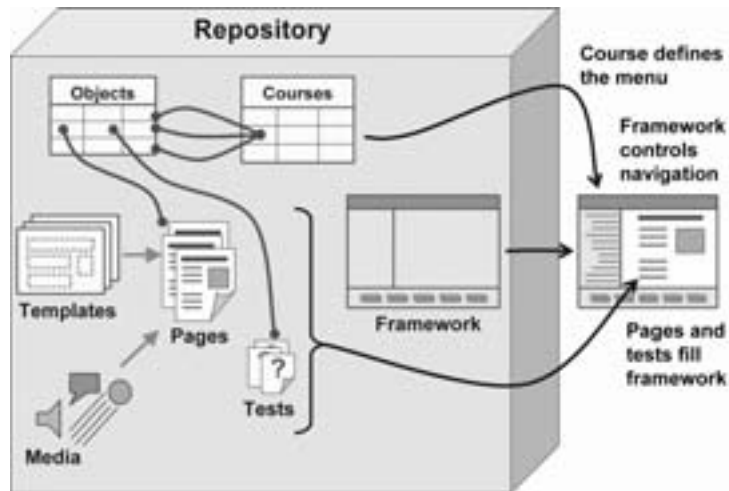 Repository
Objects
Courses
Course defines
the menu
Framework
controls
navigation
Templates
Pages
Framework
Tests
?
Media
Pages and
tests fill
framework